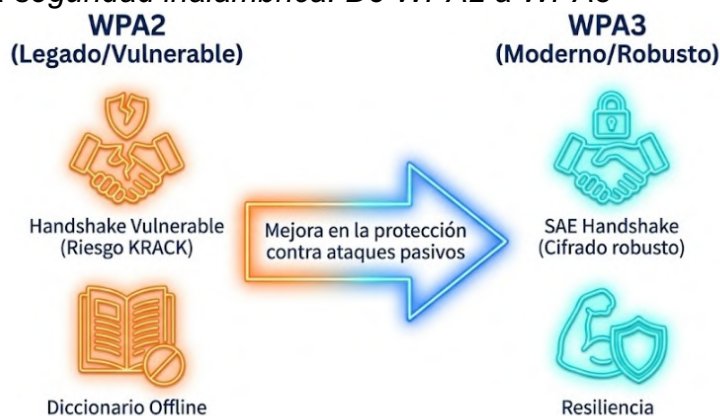 seguridad inalámbrica: De WPA2 a WPA3
WPA2
(Legado/Vulnerable)
WPA3
(Moderno/Robusto)
Handshake Vulnerable
(Riesgo KRACK)
Mejora en la protección
contra ataques pasivos
SAE Handshake
(Cifrado robusto)
Diccionario Offline
Resiliencia